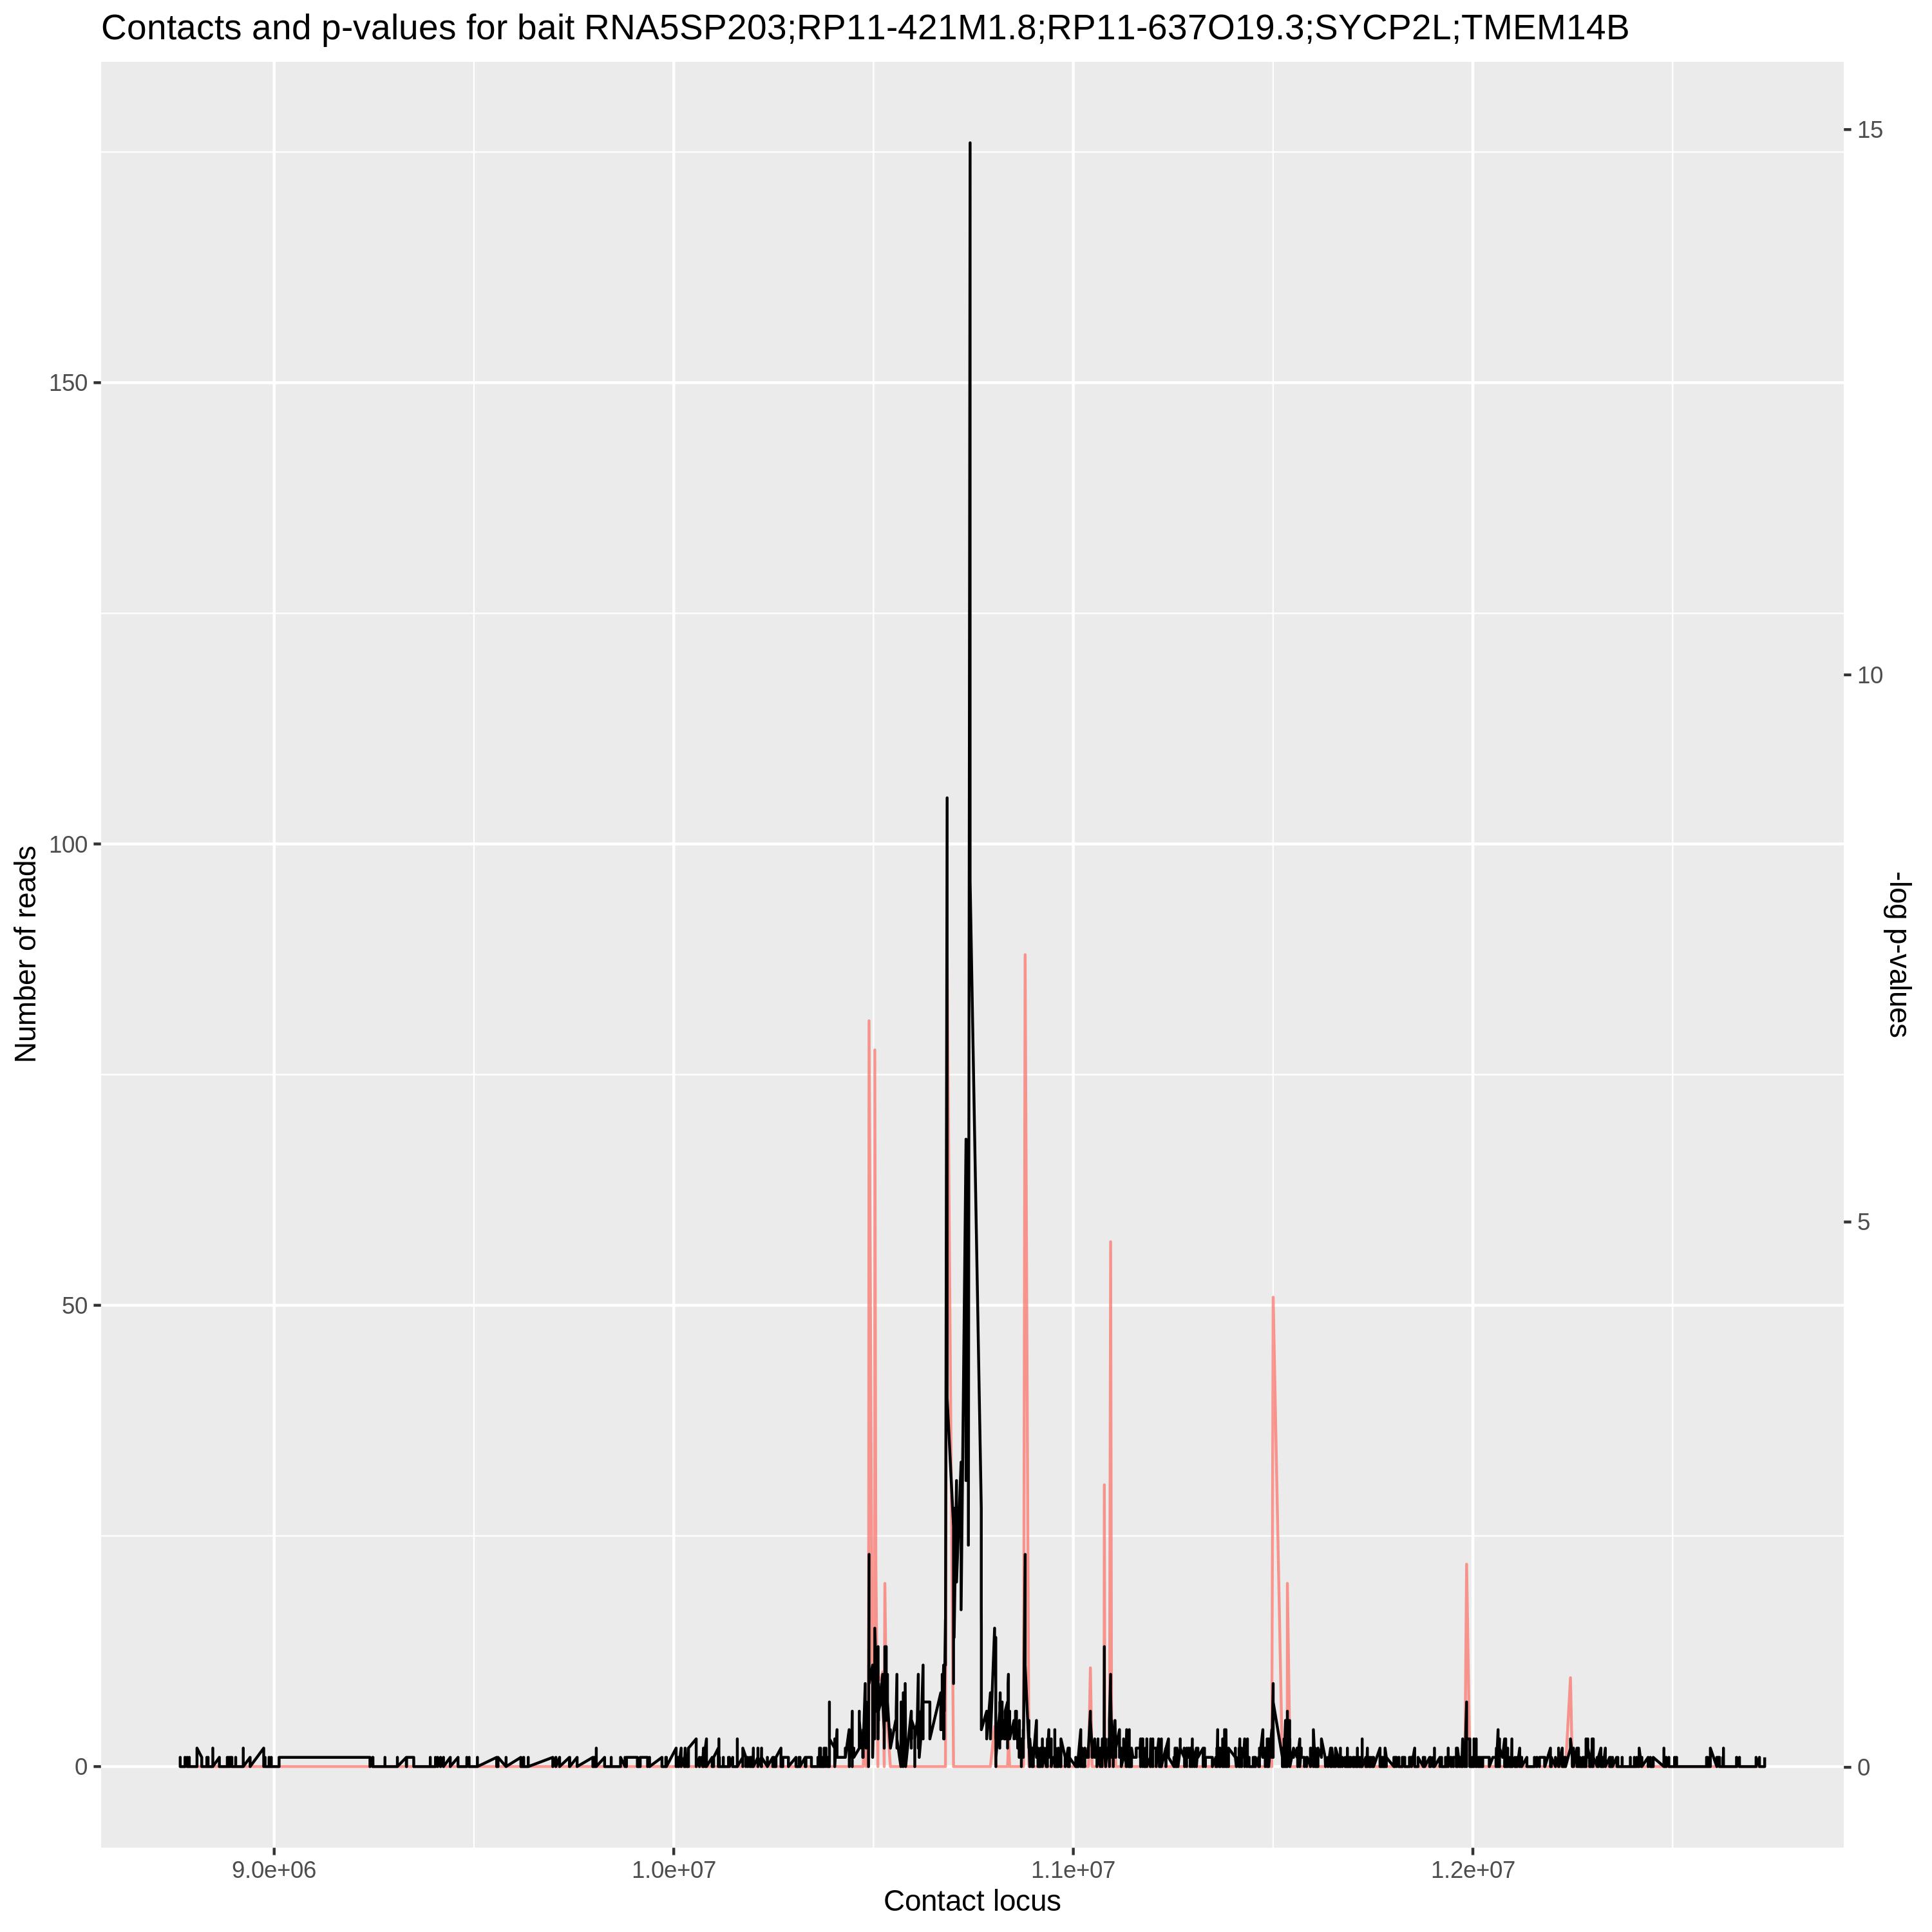 Contacts and p-values for bait RNA5SP203;RP11-421M1.8;RP11-637O19.3;SYCP2L;TMEM14B
15
150
10
100
Number of reads
-log p-values
5
50
0
0
9.0e+06
1.0e+07
1.1e+07
1.2e+07
Contact locus